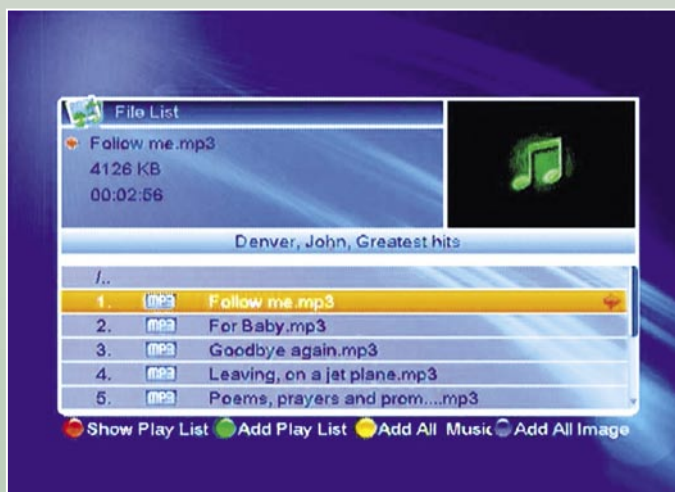 File List
Follow me.mp3
4126 KB
00:02:56
Denver, John, Greatest hits
/..
1. MP3 Follow me.mp3
2. MP3 For Baby.mp3
3. MP3 Goodbye again.mp3
4. MP3 Leaving, on a jet plane.mp3
5. MP3 Poems, prayers and prom....mp3
Show Play List Add Play List Add All Music Add All Image